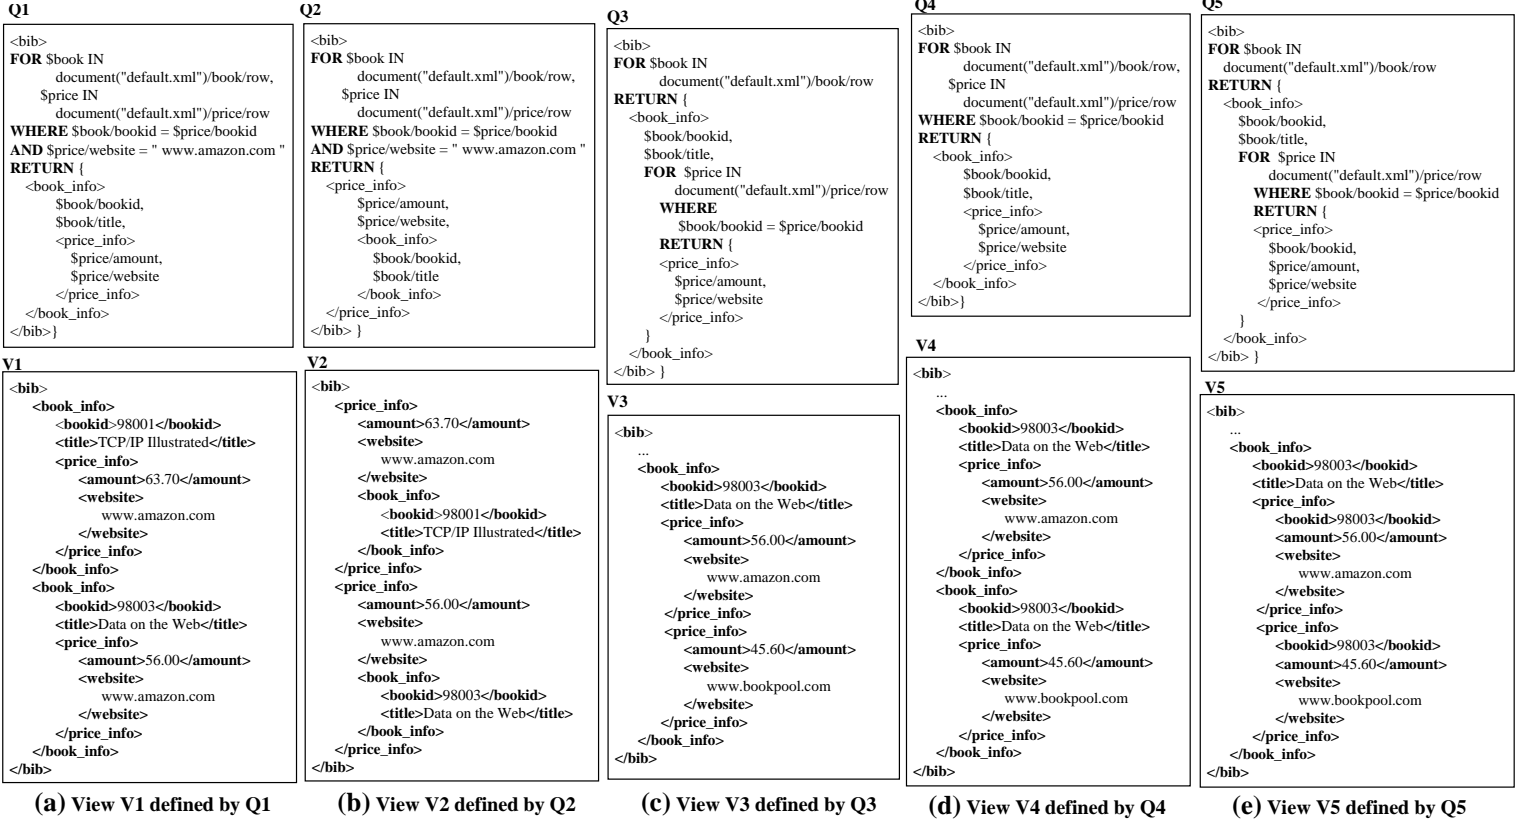 Q1
<bib>
FOR $book IN
document("default.xml")/book/row,
$price IN
document("default.xml")/price/row
WHERE $book/bookid = $price/bookid
AND $price/website = " www.amazon.com "
RETURN {
<book_info>
$book/bookid,
$book/title,
<price_info>
$price/amount,
$price/website
</price_info>
</book_info>
</bib>}
V1
<bib>
<book_info>
<bookid>98001</bookid>
<title>TCP/IP Illustrated</title>
<price_info>
<amount>63.70</amount>
<website>
www.amazon.com
</website>
</price_info>
</book_info>
<book_info>
<bookid>98003</bookid>
<title>Data on the Web</title>
<price_info>
<amount>56.00</amount>
<website>
www.amazon.com
</website>
</price_info>
</book_info>
</bib>
(a) View V1 defined by Q1
Q2
<bib>
FOR $book IN
document("default.xml")/book/row,
$price IN
document("default.xml")/price/row
WHERE $book/bookid = $price/bookid
AND $price/website = " www.amazon.com "
RETURN {
<price_info>
$price/amount,
$price/website,
<book_info>
$book/bookid,
$book/title
</book_info>
</price_info>
</bib> }
V2
<bib>
<price_info>
<amount>63.70</amount>
<website>
www.amazon.com
</website>
<book_info>
<bookid>98001</bookid>
<title>TCP/IP Illustrated</title>
</book_info>
</price_info>
<price_info>
<amount>56.00</amount>
<website>
www.amazon.com
</website>
<book_info>
<bookid>98003</bookid>
<title>Data on the Web</title>
</book_info>
</price_info>
</bib>
(b) View V2 defined by Q2
Q3
<bib>
FOR $book IN
document("default.xml")/book/row
RETURN {
<book_info>
$book/bookid,
$book/title,
FOR $price IN
document("default.xml")/price/row
WHERE
$book/bookid = $price/bookid
RETURN {
<price_info>
$price/amount,
$price/website
</price_info>
}
</book_info>
</bib> }
V3
<bib>
...
<book_info>
<bookid>98003</bookid>
<title>Data on the Web</title>
<price_info>
<amount>56.00</amount>
<website>
www.amazon.com
</website>
</price_info>
<price_info>
<amount>45.60</amount>
<website>
www.bookpool.com
</website>
</price_info>
</book_info>
</bib>
(c) View V3 defined by Q3
Q4
<bib>
FOR $book IN
document("default.xml")/book/row,
$price IN
document("default.xml")/price/row
WHERE $book/bookid = $price/bookid
RETURN {
<book_info>
$book/bookid,
$book/title,
<price_info>
$price/amount,
$price/website
</price_info>
</book_info>
</bib>}
V4
<bib>
...
<book_info>
<bookid>98003</bookid>
<title>Data on the Web</title>
<price_info>
<amount>56.00</amount>
<website>
www.amazon.com
</website>
</price_info>
</book_info>
<book_info>
<bookid>98003</bookid>
<title>Data on the Web</title>
<price_info>
<amount>45.60</amount>
<website>
www.bookpool.com
</website>
</price_info>
</book_info>
</bib>
(d) View V4 defined by Q4
Q5
<bib>
FOR $book IN
document("default.xml")/book/row
RETURN {
<book_info>
$book/bookid,
$book/title,
FOR $price IN
document("default.xml")/price/row
WHERE $book/bookid = $price/bookid
RETURN {
<price_info>
$book/bookid,
$price/amount,
$price/website
</price_info>
}
</book_info>
</bib> }
V5
<bib>
...
<book_info>
<bookid>98003</bookid>
<title>Data on the Web</title>
<price_info>
<bookid>98003</bookid>
<amount>56.00</amount>
<website>
www.amazon.com
</website>
</price_info>
<price_info>
<bookid>98003</bookid>
<amount>45.60</amount>
<website>
www.bookpool.com
</website>
</price_info>
</book_info>
</bib>
(e) View V5 defined by Q5